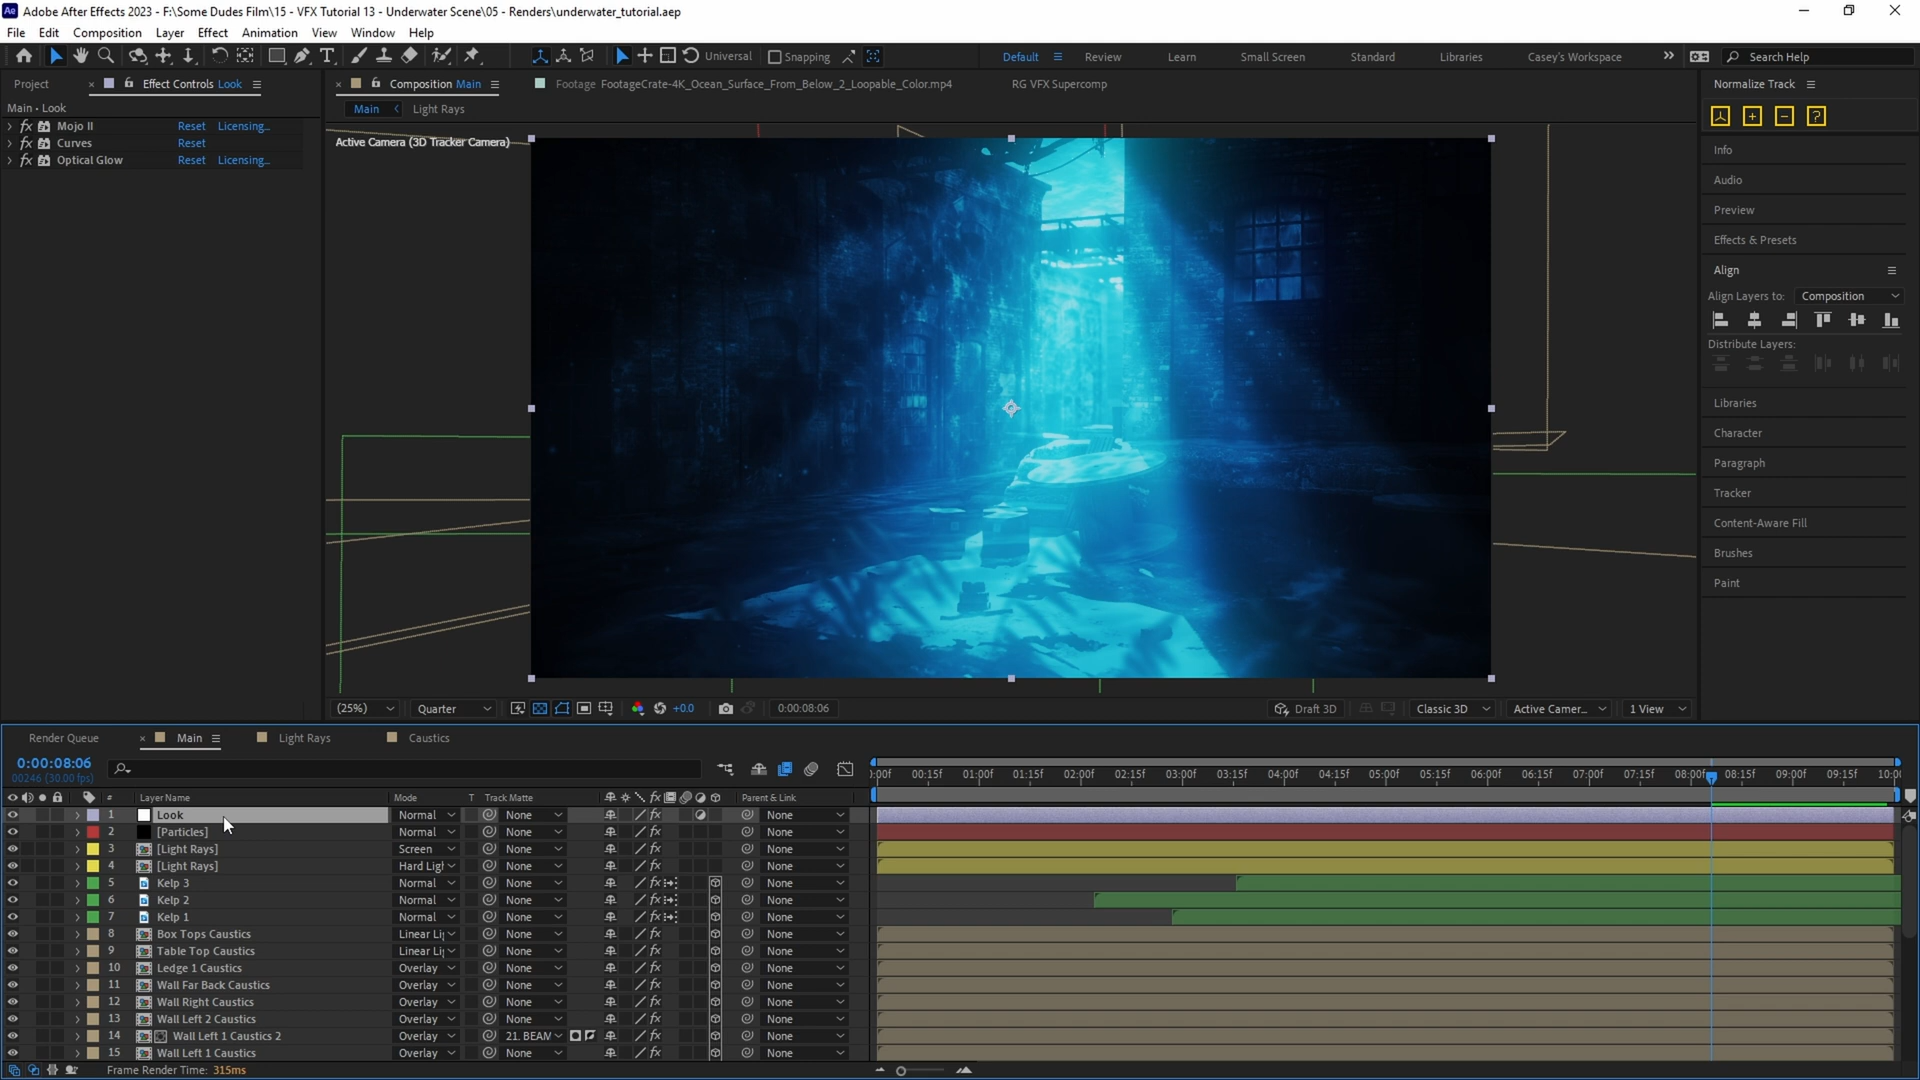 Adobe After Effects 2023 - F:\Some Dudes Film\15 - VFX Tutorial 13 - Underwater Scene\05 - Renders\underwater_tutorial.aep
File Edit Composition Layer Effect Animation View Window Help
Universal Snapping Default Review Learn Small Screen Standard Libraries Casey's Workspace Search Help
Project Effect Controls Look Composition Main Footage FootageCrate-4K_Ocean_Surface_From_Below_2_Loopable_Color.mp4 RG VFX Supercomp Normalize Track
Main • Look
Main Light Rays
Mojo II Reset Licensing...
Curves Reset
Optical Glow Reset Licensing...
Active Camera (3D Tracker Camera)
Info
Audio
Preview
Effects & Presets
Align
Align Layers to: Composition
Distribute Layers:
Libraries
Character
Paragraph
Tracker
Content-Aware Fill
Brushes
Paint
(25%) Quarter +0.0 0:00:08:06 Draft 3D Classic 3D Active Camer... 1 View
Render Queue Main Light Rays Caustics
0:00:08:06
00246 (30.00 fps)
:00f 00:15f 01:00f 01:15f 02:00f 02:15f 03:00f 03:15f 04:00f 04:15f 05:00f 05:15f 06:00f 06:15f 07:00f 07:15f 08:00f 08:15f 09:00f 09:15f 10:0
# Layer Name Mode T Track Matte Parent & Link
1 Look Normal None None
2 [Particles] Normal None None
3 [Light Rays] Screen None None
4 [Light Rays] Hard Ligh None None
5 Kelp 3 Normal None None
6 Kelp 2 Normal None None
7 Kelp 1 Normal None None
8 Box Tops Caustics Linear Li None None
9 Table Top Caustics Linear Li None None
10 Ledge 1 Caustics Overlay None None
11 Wall Far Back Caustics Overlay None None
12 Wall Right Caustics Overlay None None
13 Wall Left 2 Caustics Overlay None None
14 Wall Left 1 Caustics 2 Overlay 21. BEAM None
15 Wall Left 1 Caustics Overlay None None
Frame Render Time: 315ms